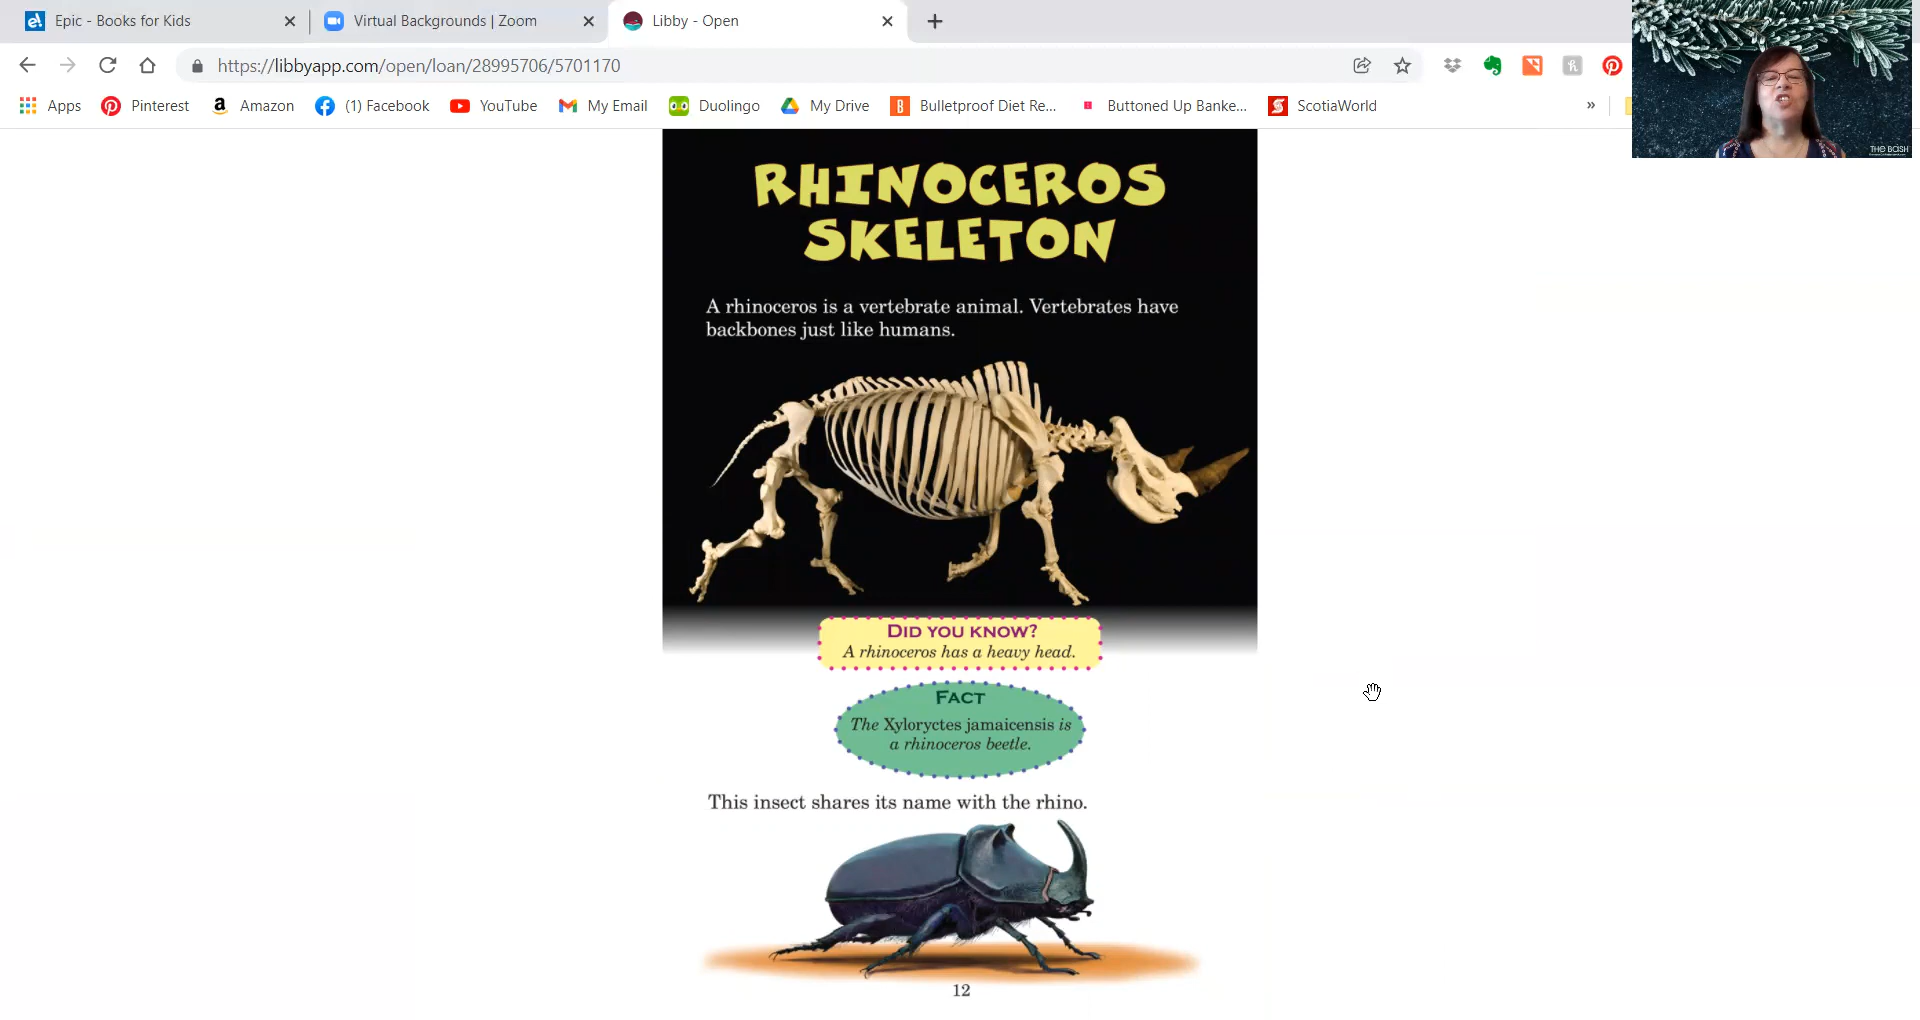 Epic - Books for Kids
Virtual Backgrounds | Zoom
Libby - Open
https://libbyapp.com/open/loan/28995706/5701170
Apps
Pinterest
Amazon
(1) Facebook
YouTube
My Email
Duolingo
My Drive
Bulletproof Diet Re...
Buttoned Up Banke...
ScotiaWorld
THE BASH
RHINOCEROS
SKELETON
A rhinoceros is a vertebrate animal. Vertebrates have
backbones just like humans.
DID YOU KNOW?
A rhinoceros has a heavy head.
FACT
The Xyloryctes jamaicensis is
a rhinoceros beetle.
This insect shares its name with the rhino.
12